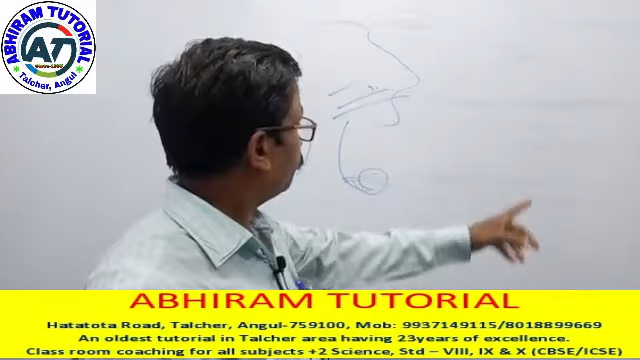 ABHIRAM TUTORIAL
AT
Talcher, Angul
ABHIRAM TUTORIAL
Hatatota Road, Talcher, Angul-759100, Mob: 9937149115/8018899669
An oldest tutorial in Talcher area having 23years of excellence.
Class room coaching for all subjects +2 Science, Std – VIII, IX & X (CBSE/ICSE)